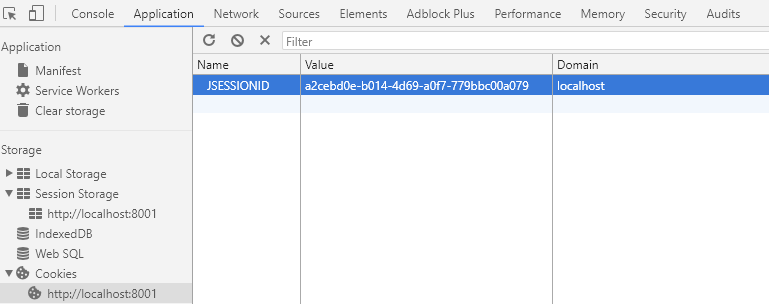 Console Application Network Sources Elements Adblock Plus Performance Memory Security Audits
Application
Manifest
Service Workers
Clear storage
Storage
Local Storage
Session Storage
http://localhost:8001
IndexedDB
Web SQL
Cookies
http://localhost:8001
Filter
Name Value Domain
JSESSIONID a2cebd0e-b014-4d69-a0f7-779bbc00a079 localhost